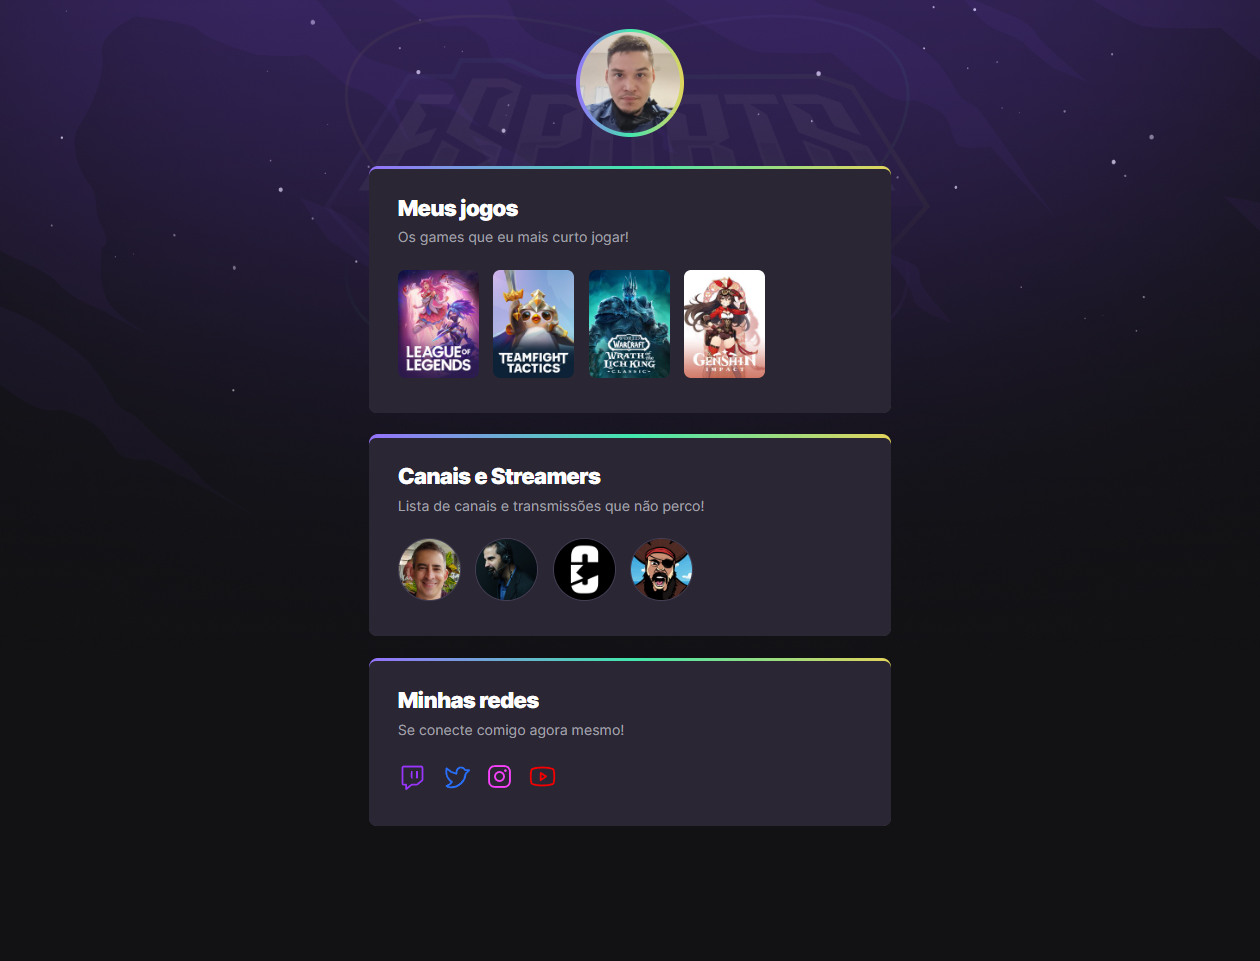 ESPORTS
Meus jogos
Os games que eu mais curto jogar!
LEAGUE OF
LEGENDS
TEAMFIGHT
TACTICS
WORLD OF
WARCRAFT
WRATH of the
LICH KING
CLASSIC
GENSHIN
IMPACT
Canais e Streamers
Lista de canais e transmissões que não perco!
Minhas redes
Se conecte comigo agora mesmo!